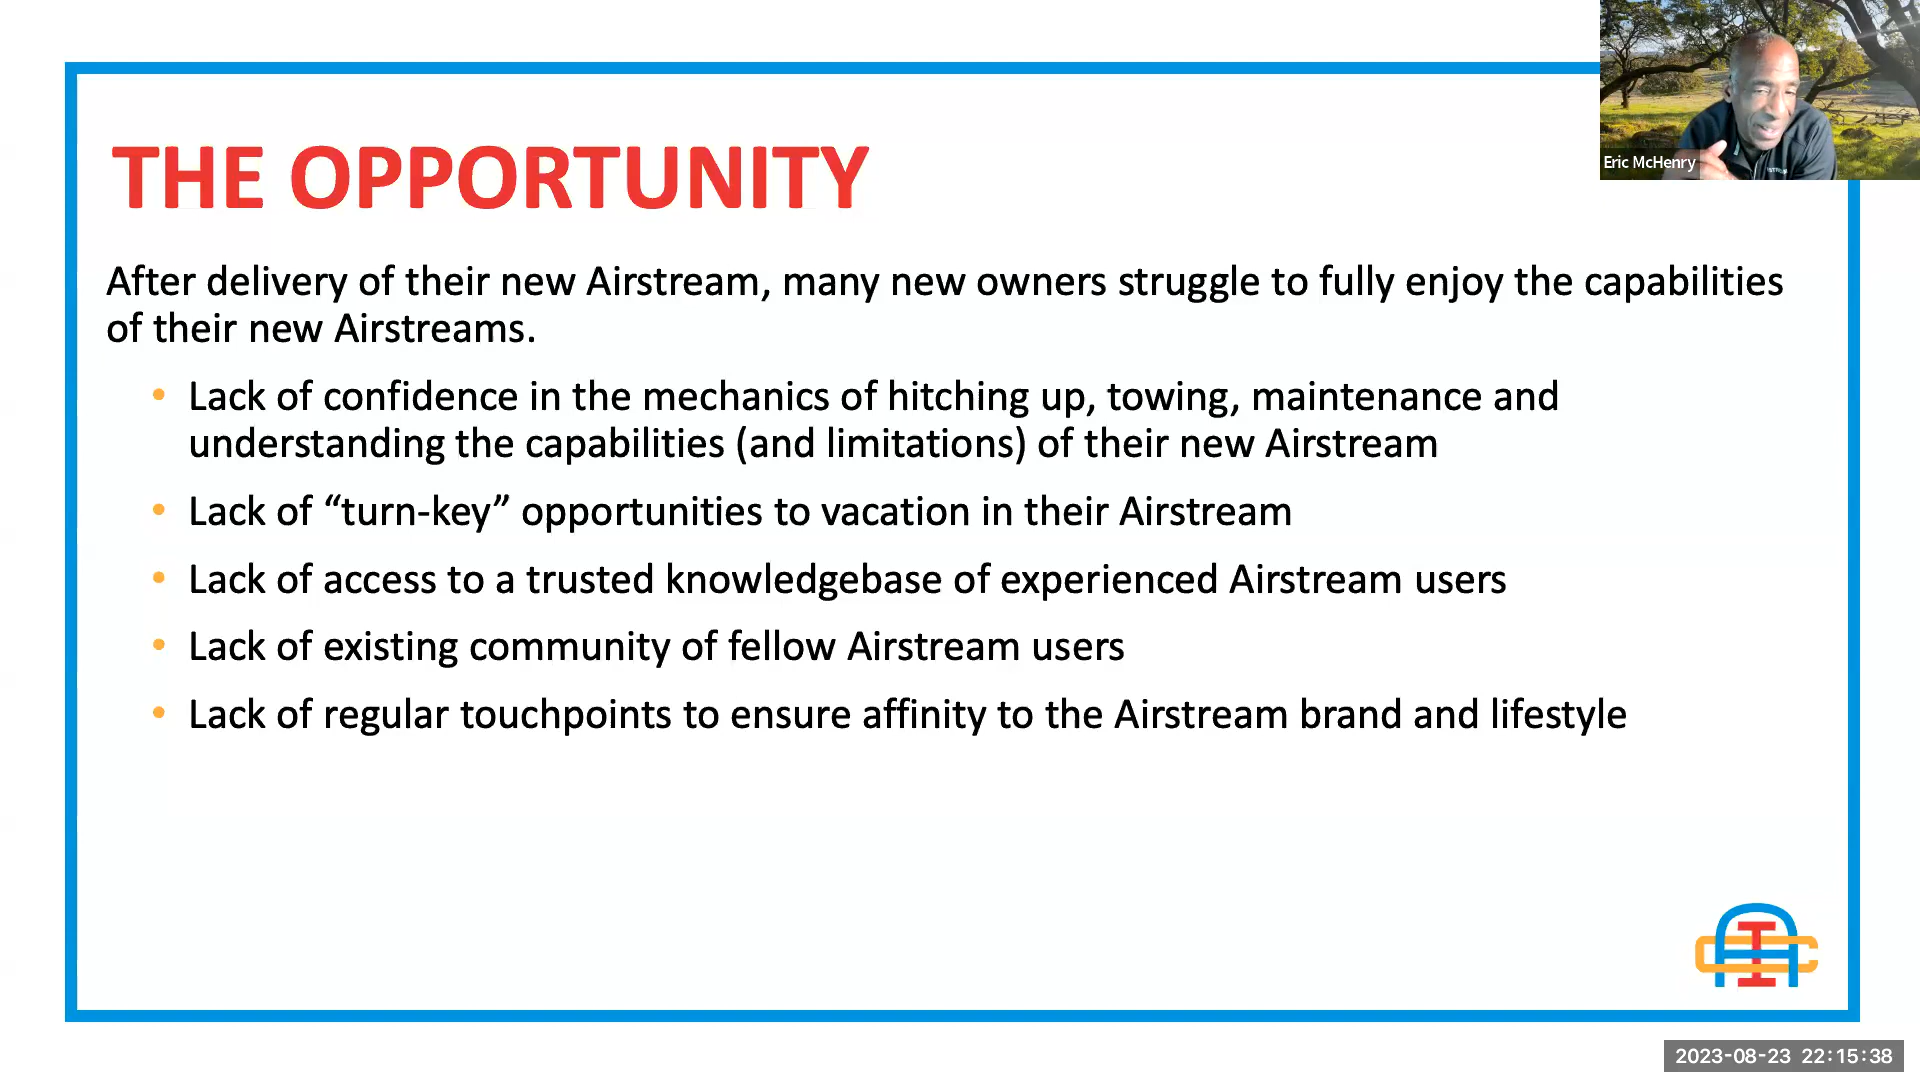 Eric McHenry
THE OPPORTUNITY
After delivery of their new Airstream, many new owners struggle to fully enjoy the capabilities
of their new Airstreams.
• Lack of confidence in the mechanics of hitching up, towing, maintenance and
understanding the capabilities (and limitations) of their new Airstream
• Lack of “turn-key” opportunities to vacation in their Airstream
• Lack of access to a trusted knowledgebase of experienced Airstream users
• Lack of existing community of fellow Airstream users
• Lack of regular touchpoints to ensure affinity to the Airstream brand and lifestyle
2023-08-23 22:15:38